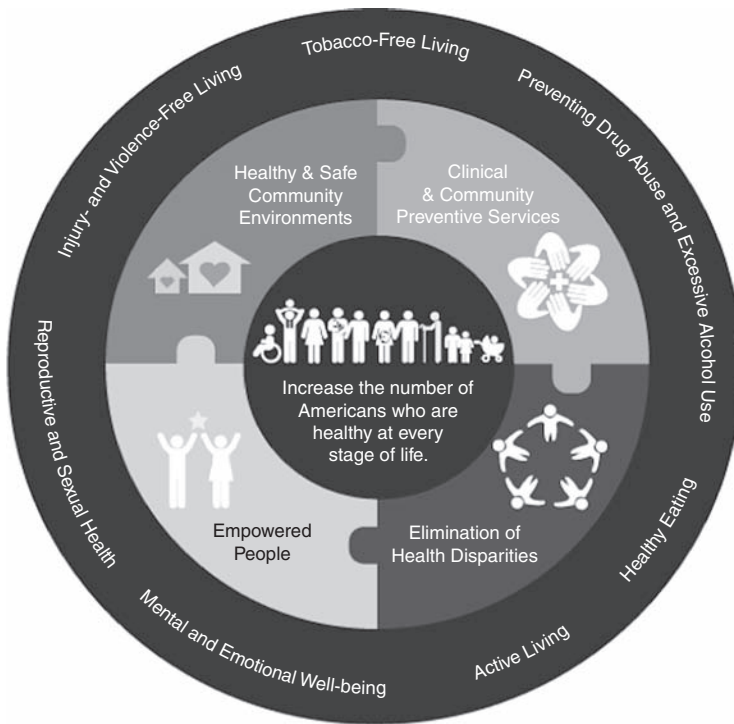 Tobacco-Free Living
Preventing Drug Abuse and Excessive Alcohol Use
Healthy Eating
Active Living
Mental and Emotional Well-being
Reproductive and Sexual Health
Injury- and Violence-Free Living
Healthy & Safe
Community
Environments
Clinical
& Community
Preventive Services
Increase the number of
Americans who are
healthy at every
stage of life.
Empowered
People
Elimination of
Health Disparities